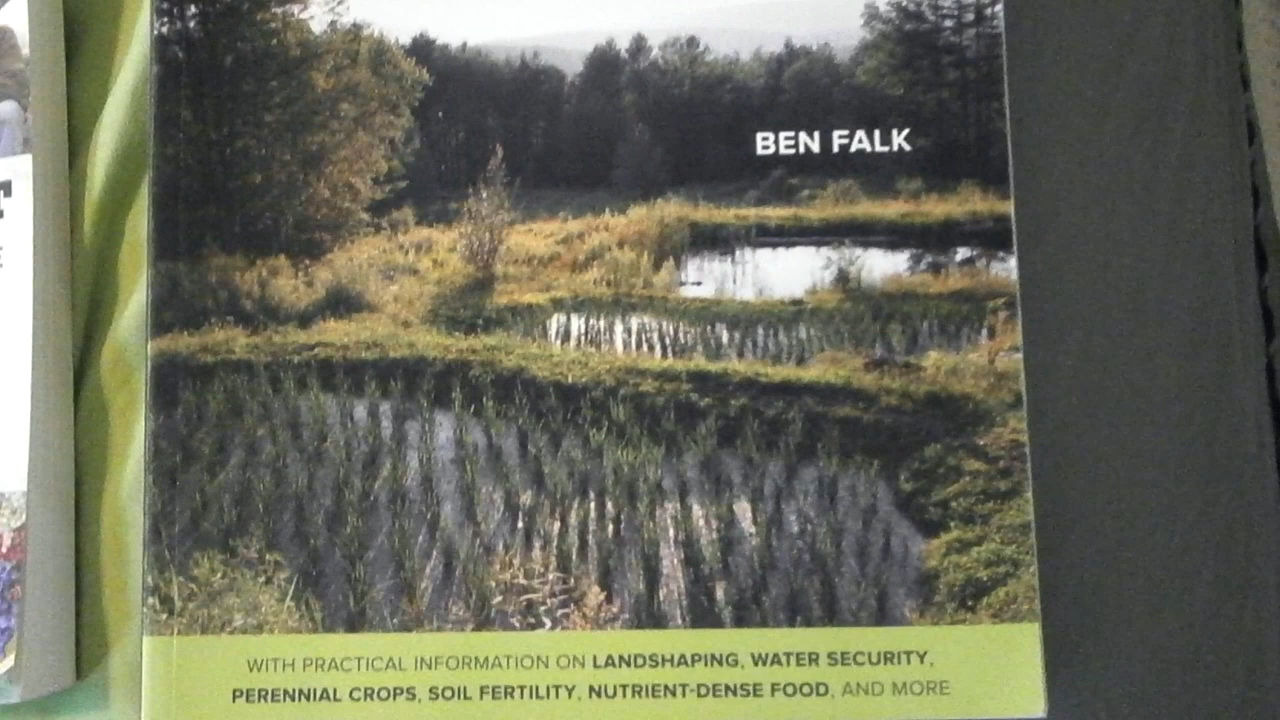 BEN FALK
WITH PRACTICAL INFORMATION ON LANDSHAPING, WATER SECURITY,
PERENNIAL CROPS, SOIL FERTILITY, NUTRIENT-DENSE FOOD, AND MORE